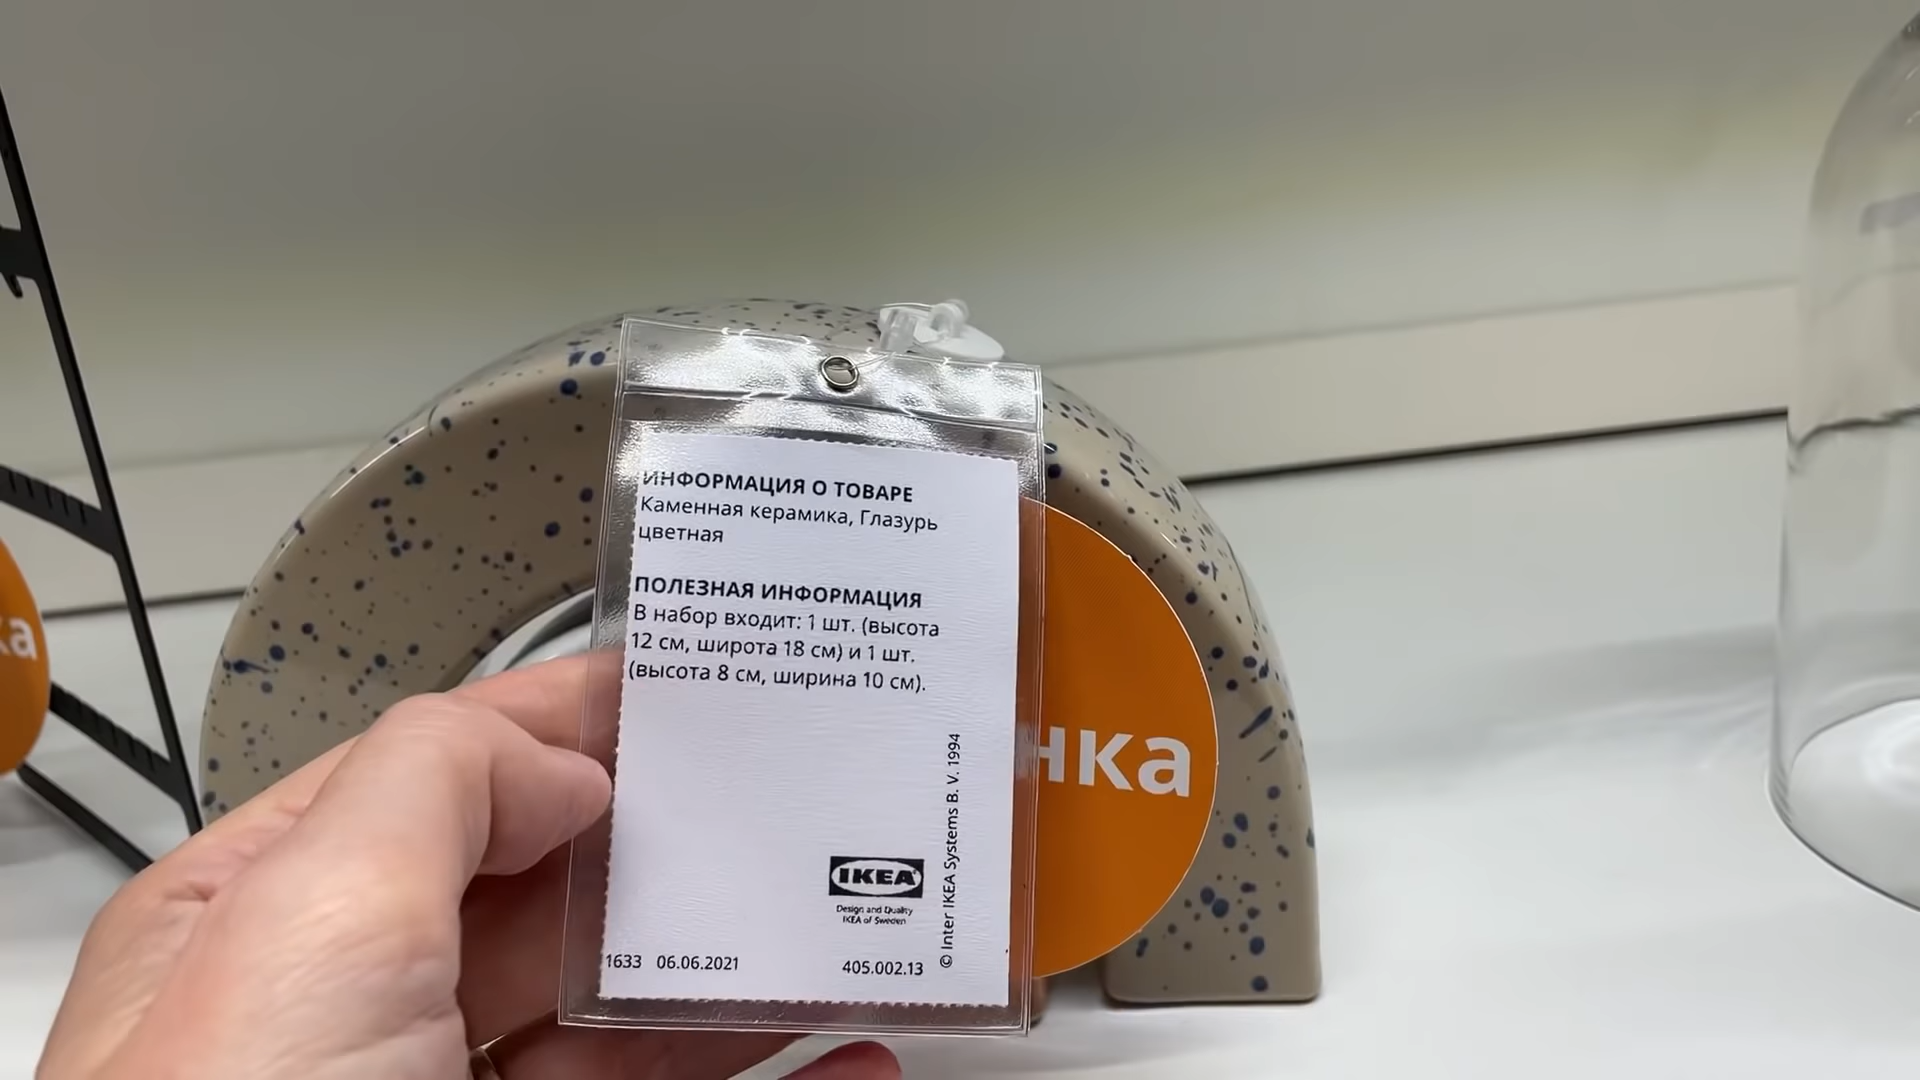 ИНФОРМАЦИЯ О ТОВАРЕ
Каменная керамика, Глазурь
цветная
ПОЛЕЗНАЯ ИНФОРМАЦИЯ
В набор входит: 1 шт. (высота
12 см, широта 18 см) и 1 шт.
(высота 8 см, ширина 10 см).
© Inter IKEA Systems B. V. 1994
IKEA
Design and Quality
IKEA of Sweden
1633 06.06.2021
405.002.13
нка
ка